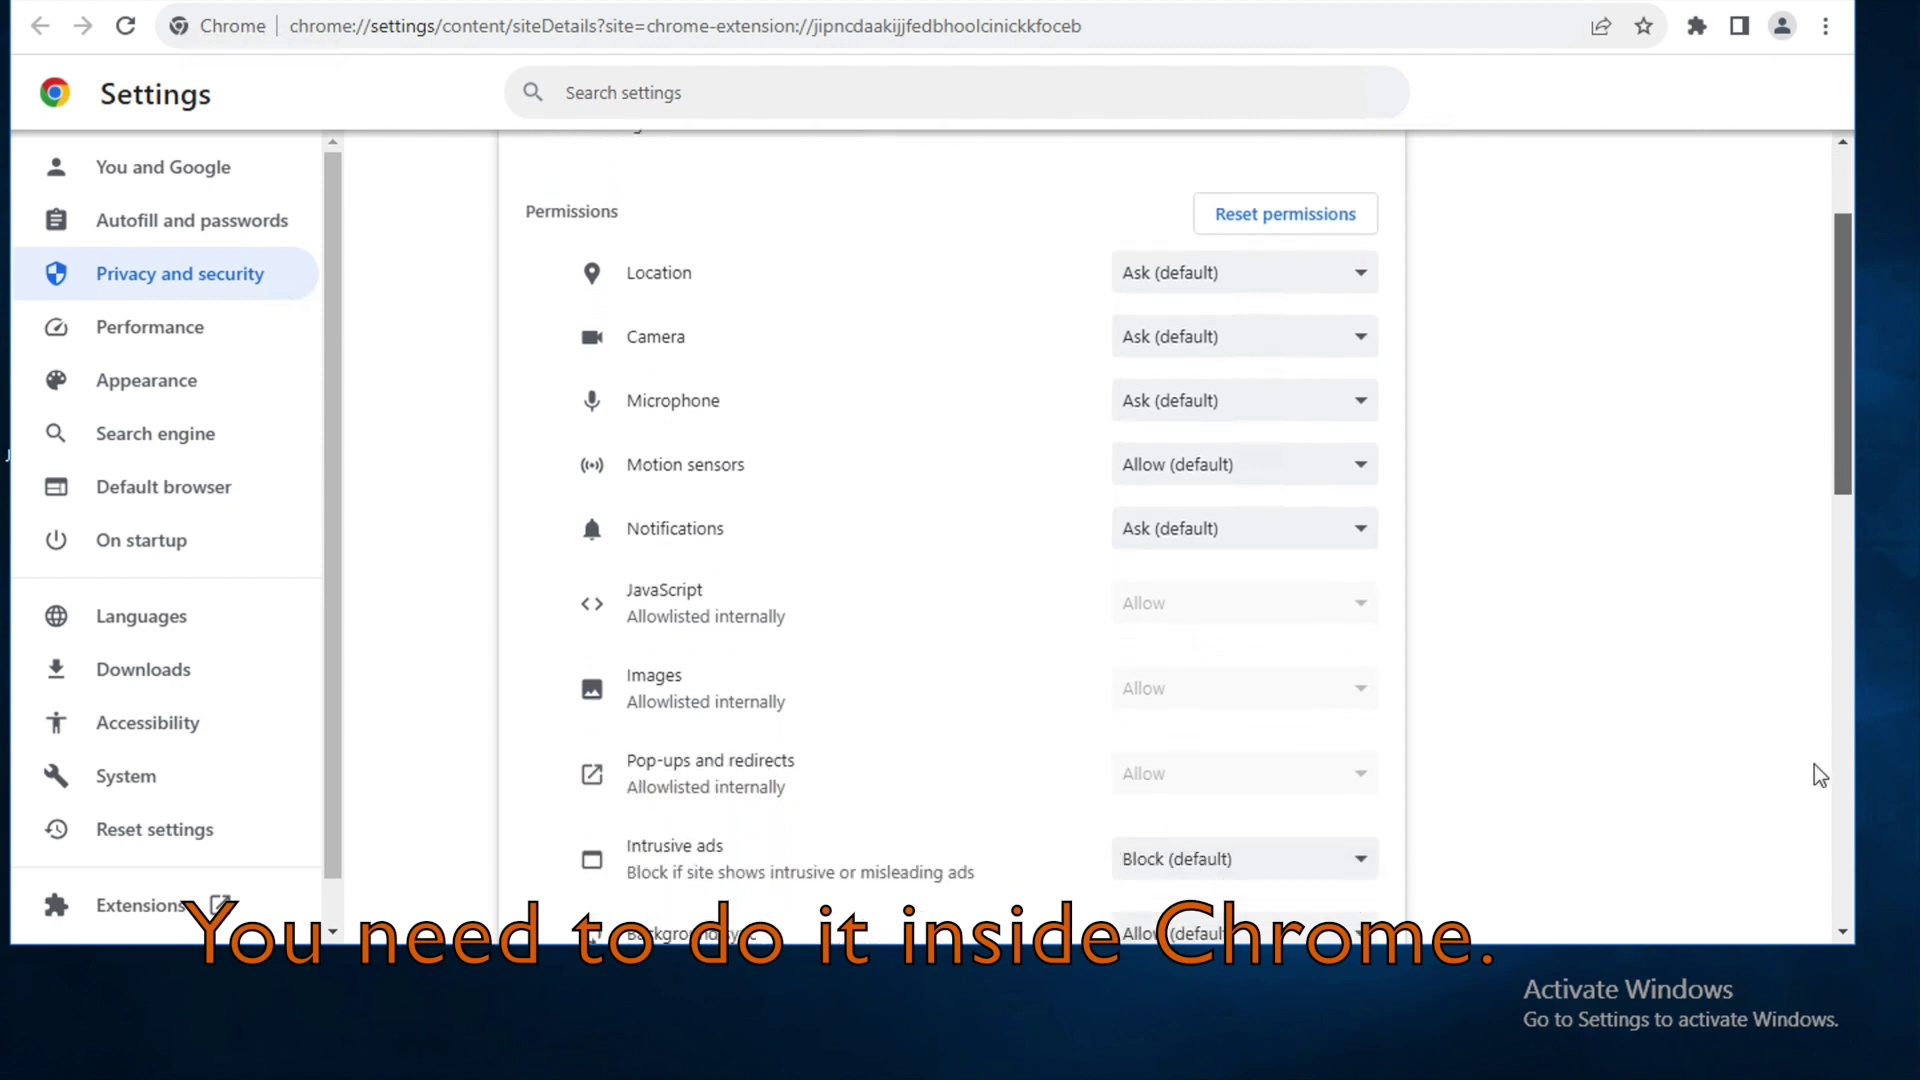 Chrome
chrome://settings/content/siteDetails?site=chrome-extension://jipncdaakijjfedbhoolcinickkfoceb
Settings
Search settings
You and Google
Autofill and passwords
Privacy and security
Performance
Appearance
Search engine
Default browser
On startup
Languages
Downloads
Accessibility
System
Reset settings
Extensions
Permissions
Reset permissions
Location
Ask (default)
Camera
Ask (default)
Microphone
Ask (default)
Motion sensors
Allow (default)
Notifications
Ask (default)
JavaScript
Allowlisted internally
Allow
Images
Allowlisted internally
Allow
Pop-ups and redirects
Allowlisted internally
Allow
Intrusive ads
Block if site shows intrusive or misleading ads
Block (default)
Background sync
Allow (default)
You need to do it inside Chrome.
Activate Windows
Go to Settings to activate Windows.